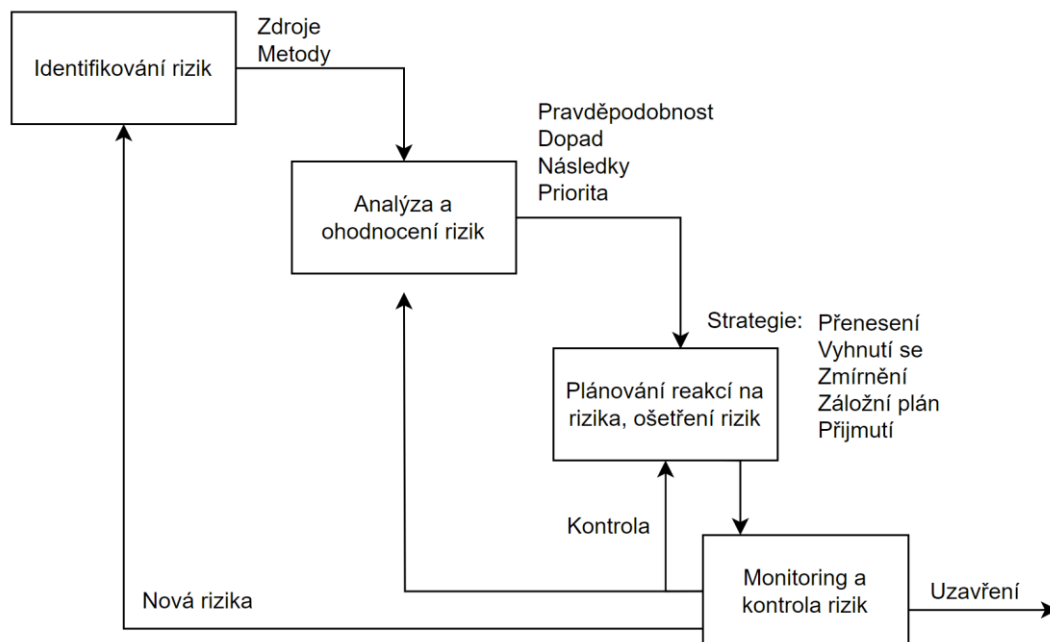 Identifikování rizik
Zdroje
Metody
Analýza a
ohodnocení rizik
Pravděpodobnost
Dopad
Následky
Priorita
Plánování reakcí na
rizika, ošetření rizik
Strategie:
Přenesení
Vyhnutí se
Zmírnění
Záložní plán
Přijmutí
Kontrola
Monitoring a
kontrola rizik
Nová rizika
Uzavření